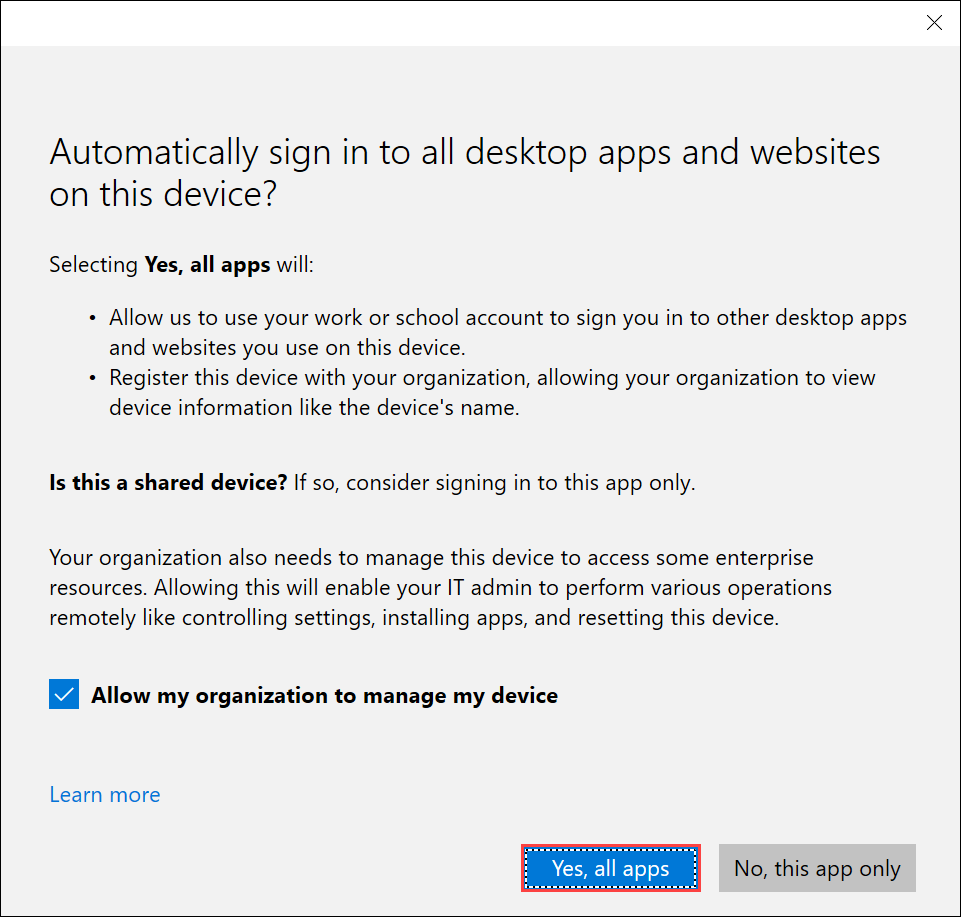 Automatically sign in to all desktop apps and websites
on this device?
Selecting Yes, all apps will:
• Allow us to use your work or school account to sign you in to other desktop apps
and websites you use on this device.
• Register this device with your organization, allowing your organization to view
device information like the device's name.
Is this a shared device? If so, consider signing in to this app only.
Your organization also needs to manage this device to access some enterprise
resources. Allowing this will enable your IT admin to perform various operations
remotely like controlling settings, installing apps, and resetting this device.
Allow my organization to manage my device
Learn more
Yes, all apps
No, this app only